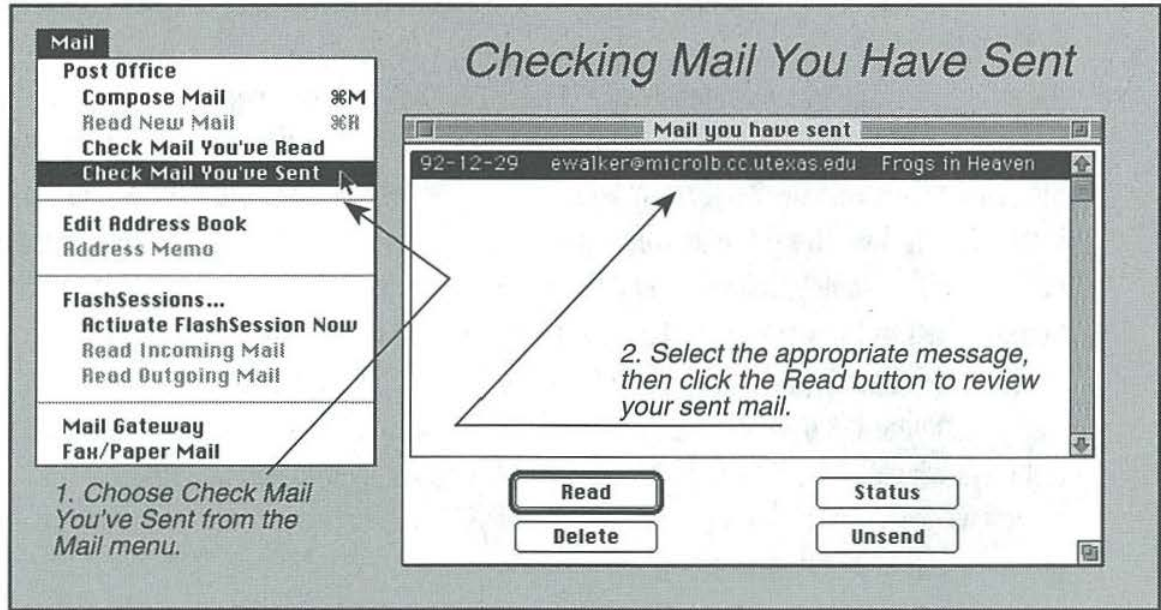 Checking Mail You Have Sent
Mail
Post Office
Compose Mail ⌘M
Read New Mail ⌘R
Check Mail You've Read
Check Mail You've Sent
Edit Address Book
Address Memo
FlashSessions...
Activate FlashSession Now
Read Incoming Mail
Read Outgoing Mail
Mail Gateway
Fax/Paper Mail
1. Choose Check Mail
You've Sent from the
Mail menu.
Mail you have sent
92-12-29 ewalker@microlb.cc.utexas.edu Frogs in Heaven
2. Select the appropriate message,
then click the Read button to review
your sent mail.
Read Status
Delete Unsend